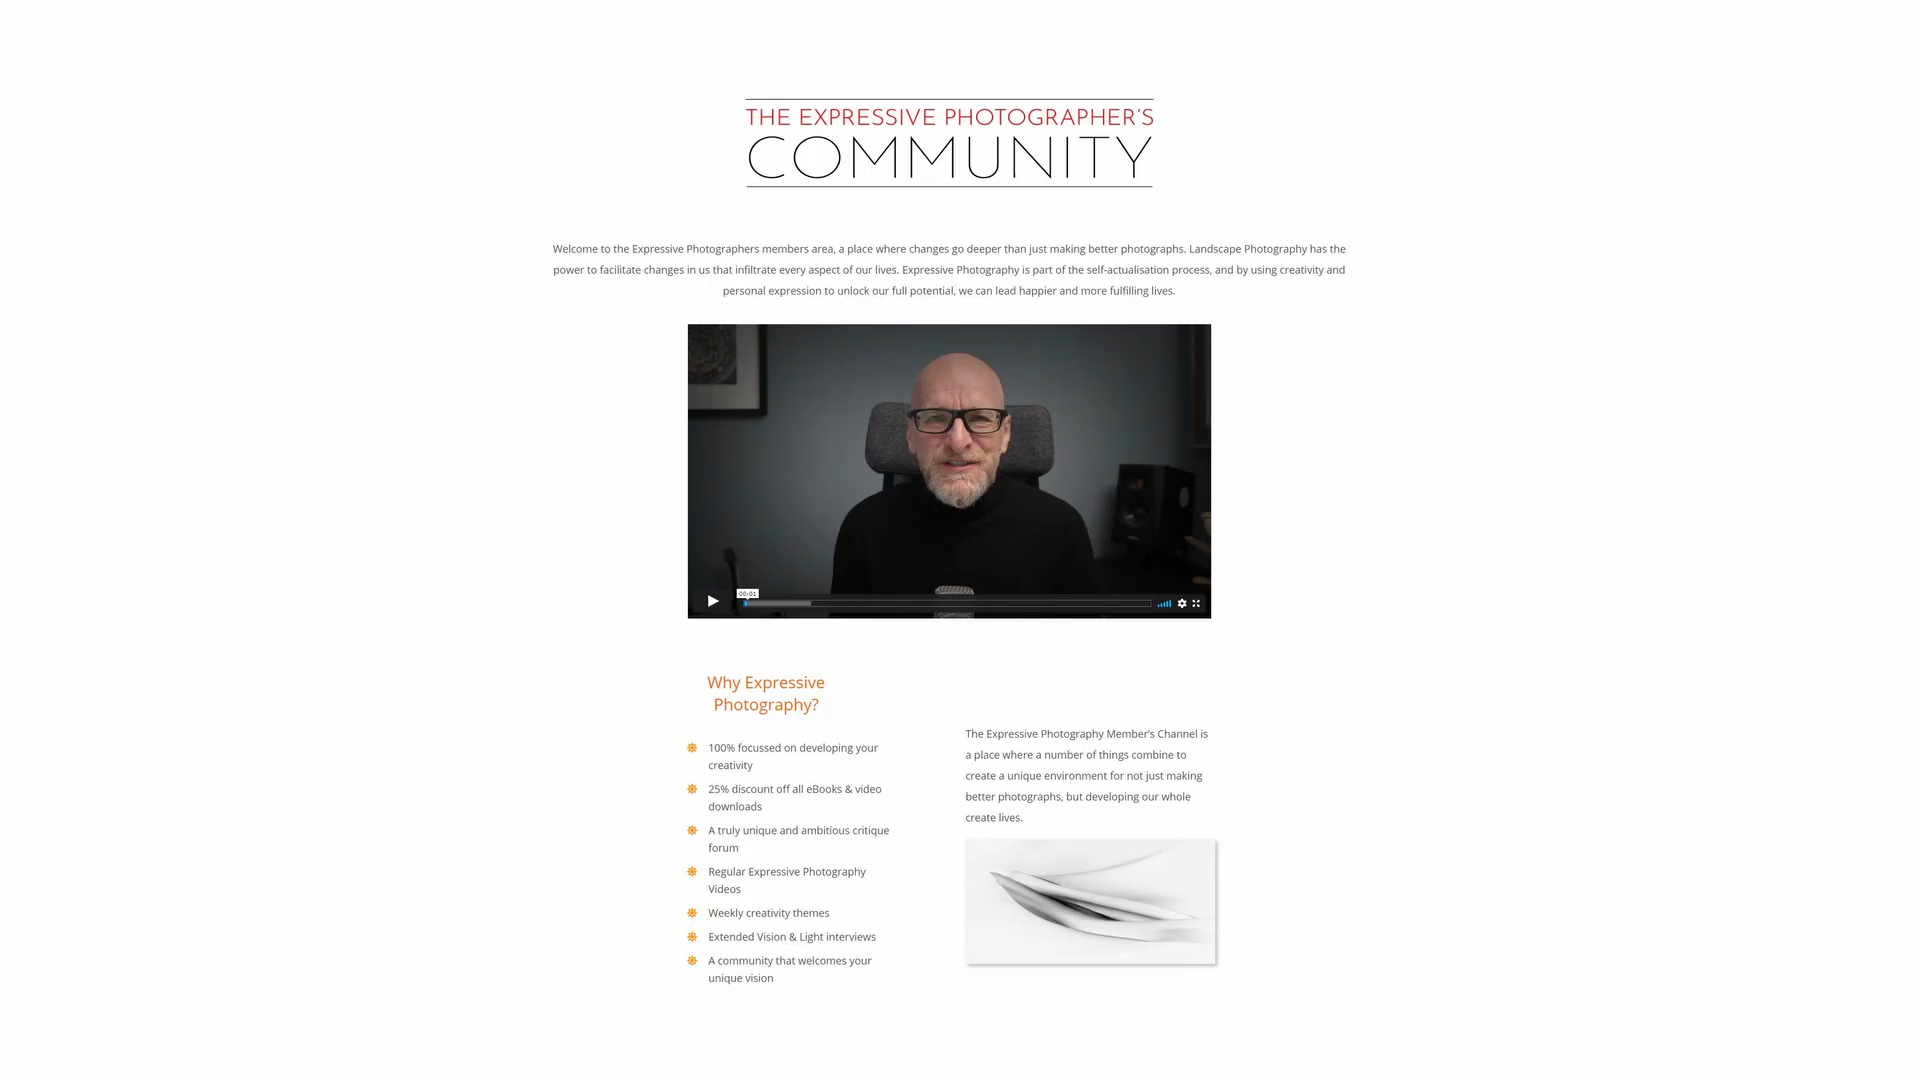 THE EXPRESSIVE PHOTOGRAPHER'S
COMMUNITY
Welcome to the Expressive Photographers members area, a place where changes go deeper than just making better photographs. Landscape Photography has the
power to facilitate changes in us that infiltrate every aspect of our lives. Expressive Photography is part of the self-actualisation process, and by using creativity and
personal expression to unlock our full potential, we can lead happier and more fulfilling lives.
00:01
Why Expressive
Photography?
100% focussed on developing your
creativity
25% discount off all eBooks & video
downloads
A truly unique and ambitious critique
forum
Regular Expressive Photography
Videos
Weekly creativity themes
Extended Vision & Light interviews
A community that welcomes your
unique vision
The Expressive Photography Member's Channel is
a place where a number of things combine to
create a unique environment for not just making
better photographs, but developing our whole
create lives.